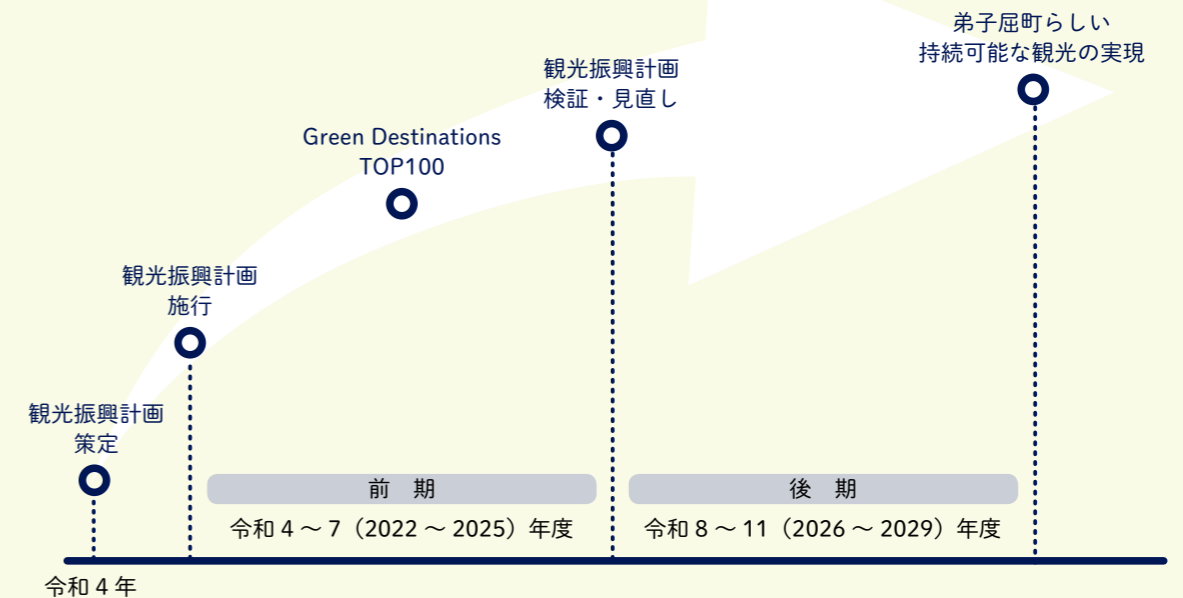 弟子屈町らしい
持続可能な観光の実現
観光振興計画
検証・見直し
Green Destinations
TOP100
観光振興計画
施行
観光振興計画
策定
前　期
後　期
令和 4 ～ 7（2022 ～ 2025）年度
令和 8 ～ 11（2026 ～ 2029）年度
令和 4 年